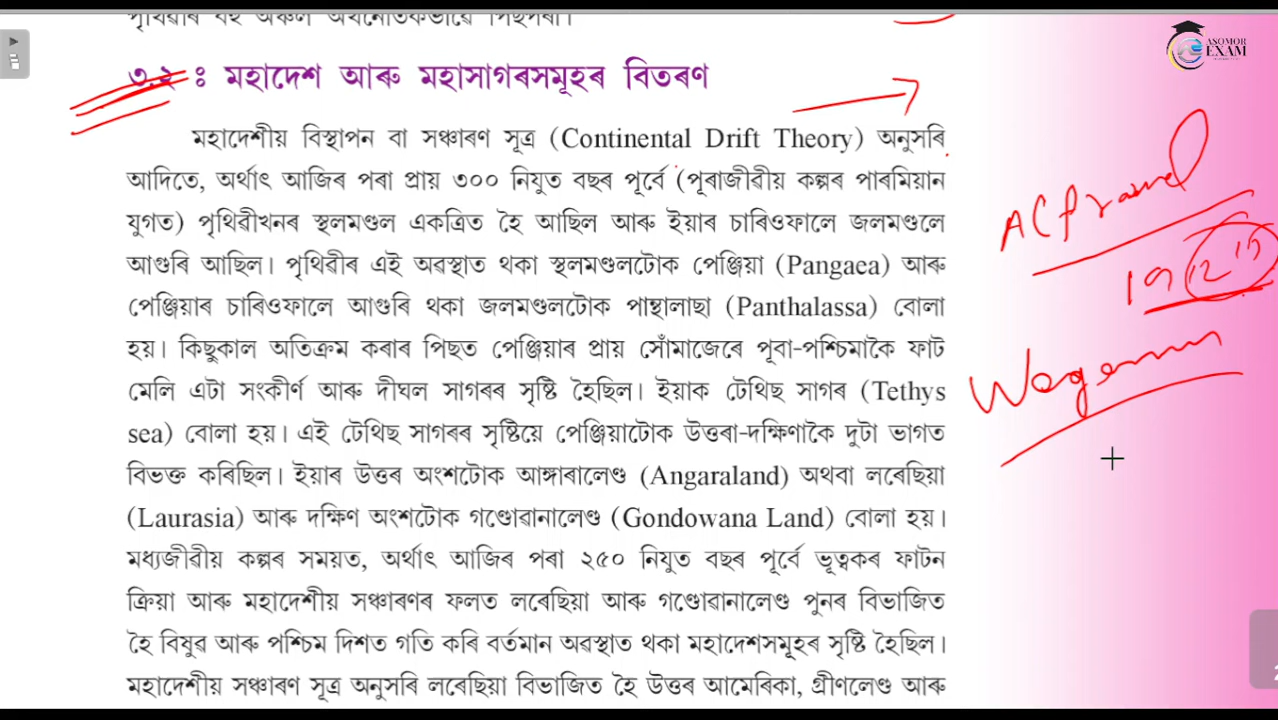 পৃথিৱীৰ বহু অঞ্চল অৰ্থনৈতিকভাৱে পিছপৰা।
ASOMOR
EXAM
৩.২ ঃ মহাদেশ আৰু মহাসাগৰসমূহৰ বিতৰণ
মহাদেশীয় বিস্থাপন বা সঞ্চাৰণ সূত্ৰ (Continental Drift Theory) অনুসৰি
আদিতে, অৰ্থাৎ আজিৰ পৰা প্ৰায় ৩০০ নিযুত বছৰ পূৰ্বে (পূৰাজীৱীয় কল্পৰ পাৰমিয়ান
যুগত) পৃথিৱীখনৰ স্থলমণ্ডল একত্ৰিত হৈ আছিল আৰু ইয়াৰ চাৰিওফালে জলমণ্ডলে
আগুৰি আছিল। পৃথিৱীৰ এই অৱস্থাত থকা স্থলমণ্ডলটোক পেঞ্জিয়া (Pangaea) আৰু
পেঞ্জিয়াৰ চাৰিওফালে আগুৰি থকা জলমণ্ডলটোক পান্থালাছা (Panthalassa) বোলা
হয়। কিছুকাল অতিক্ৰম কৰাৰ পিছত পেঞ্জিয়াৰ প্ৰায় সোঁমাজেৰে পূবা-পশ্চিমাকৈ ফাট
মেলি এটা সংকীৰ্ণ আৰু দীঘল সাগৰৰ সৃষ্টি হৈছিল। ইয়াক টেথিছ সাগৰ (Tethys
sea) বোলা হয়। এই টেথিছ সাগৰৰ সৃষ্টিয়ে পেঞ্জিয়াটোক উত্তৰা-দক্ষিণাকৈ দুটা ভাগত
বিভক্ত কৰিছিল। ইয়াৰ উত্তৰ অংশটোক আঙ্গাৰালেণ্ড (Angaraland) অথবা লৰেছিয়া
(Laurasia) আৰু দক্ষিণ অংশটোক গণ্ডোৱানালেণ্ড (Gondowana Land) বোলা হয়।
মধ্যজীৱীয় কল্পৰ সময়ত, অৰ্থাৎ আজিৰ পৰা ২৫০ নিযুত বছৰ পূৰ্বে ভূত্বকৰ ফাটন
ক্ৰিয়া আৰু মহাদেশীয় সঞ্চাৰণৰ ফলত লৰেছিয়া আৰু গণ্ডোৱানালেণ্ড পুনৰ বিভাজিত
হৈ বিষুৱ আৰু পশ্চিম দিশত গতি কৰি বৰ্তমান অৱস্থাত থকা মহাদেশসমূহৰ সৃষ্টি হৈছিল।
মহাদেশীয় সঞ্চাৰণ সূত্ৰ অনুসৰি লৰেছিয়া বিভাজিত হৈ উত্তৰ আমেৰিকা, গ্ৰীণলেণ্ড আৰু